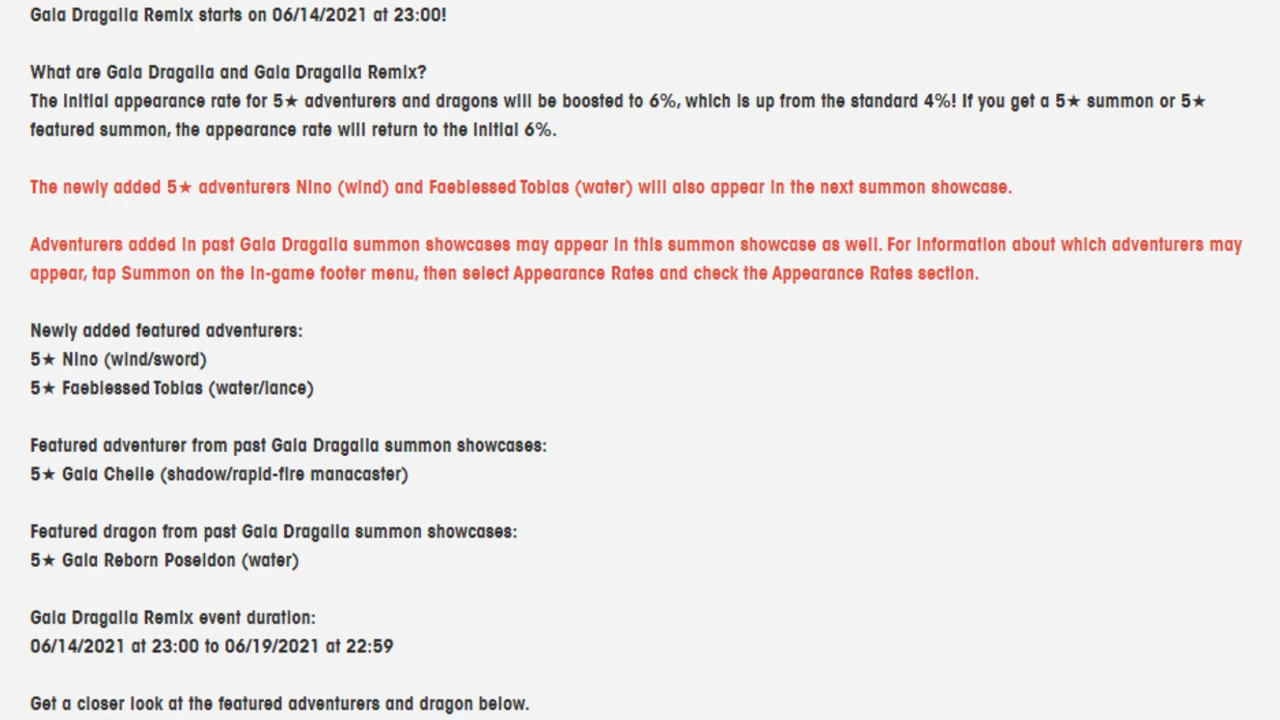 Gala Dragalia Remix starts on 06/14/2021 at 23:00!
What are Gala Dragalia and Gala Dragalia Remix?
The initial appearance rate for 5★ adventurers and dragons will be boosted to 6%, which is up from the standard 4%! If you get a 5★ summon or 5★
featured summon, the appearance rate will return to the initial 6%.
The newly added 5★ adventurers Nino (wind) and Faeblessed Tobias (water) will also appear in the next summon showcase.
Adventurers added in past Gala Dragalia summon showcases may appear in this summon showcase as well. For information about which adventurers may
appear, tap Summon on the in-game footer menu, then select Appearance Rates and check the Appearance Rates section.
Newly added featured adventurers:
5★ Nino (wind/sword)
5★ Faeblessed Tobias (water/lance)
Featured adventurer from past Gala Dragalia summon showcases:
5★ Gala Chelle (shadow/rapid-fire manacaster)
Featured dragon from past Gala Dragalia summon showcases:
5★ Gala Reborn Poseidon (water)
Gala Dragalia Remix event duration:
06/14/2021 at 23:00 to 06/19/2021 at 22:59
Get a closer look at the featured adventurers and dragon below.